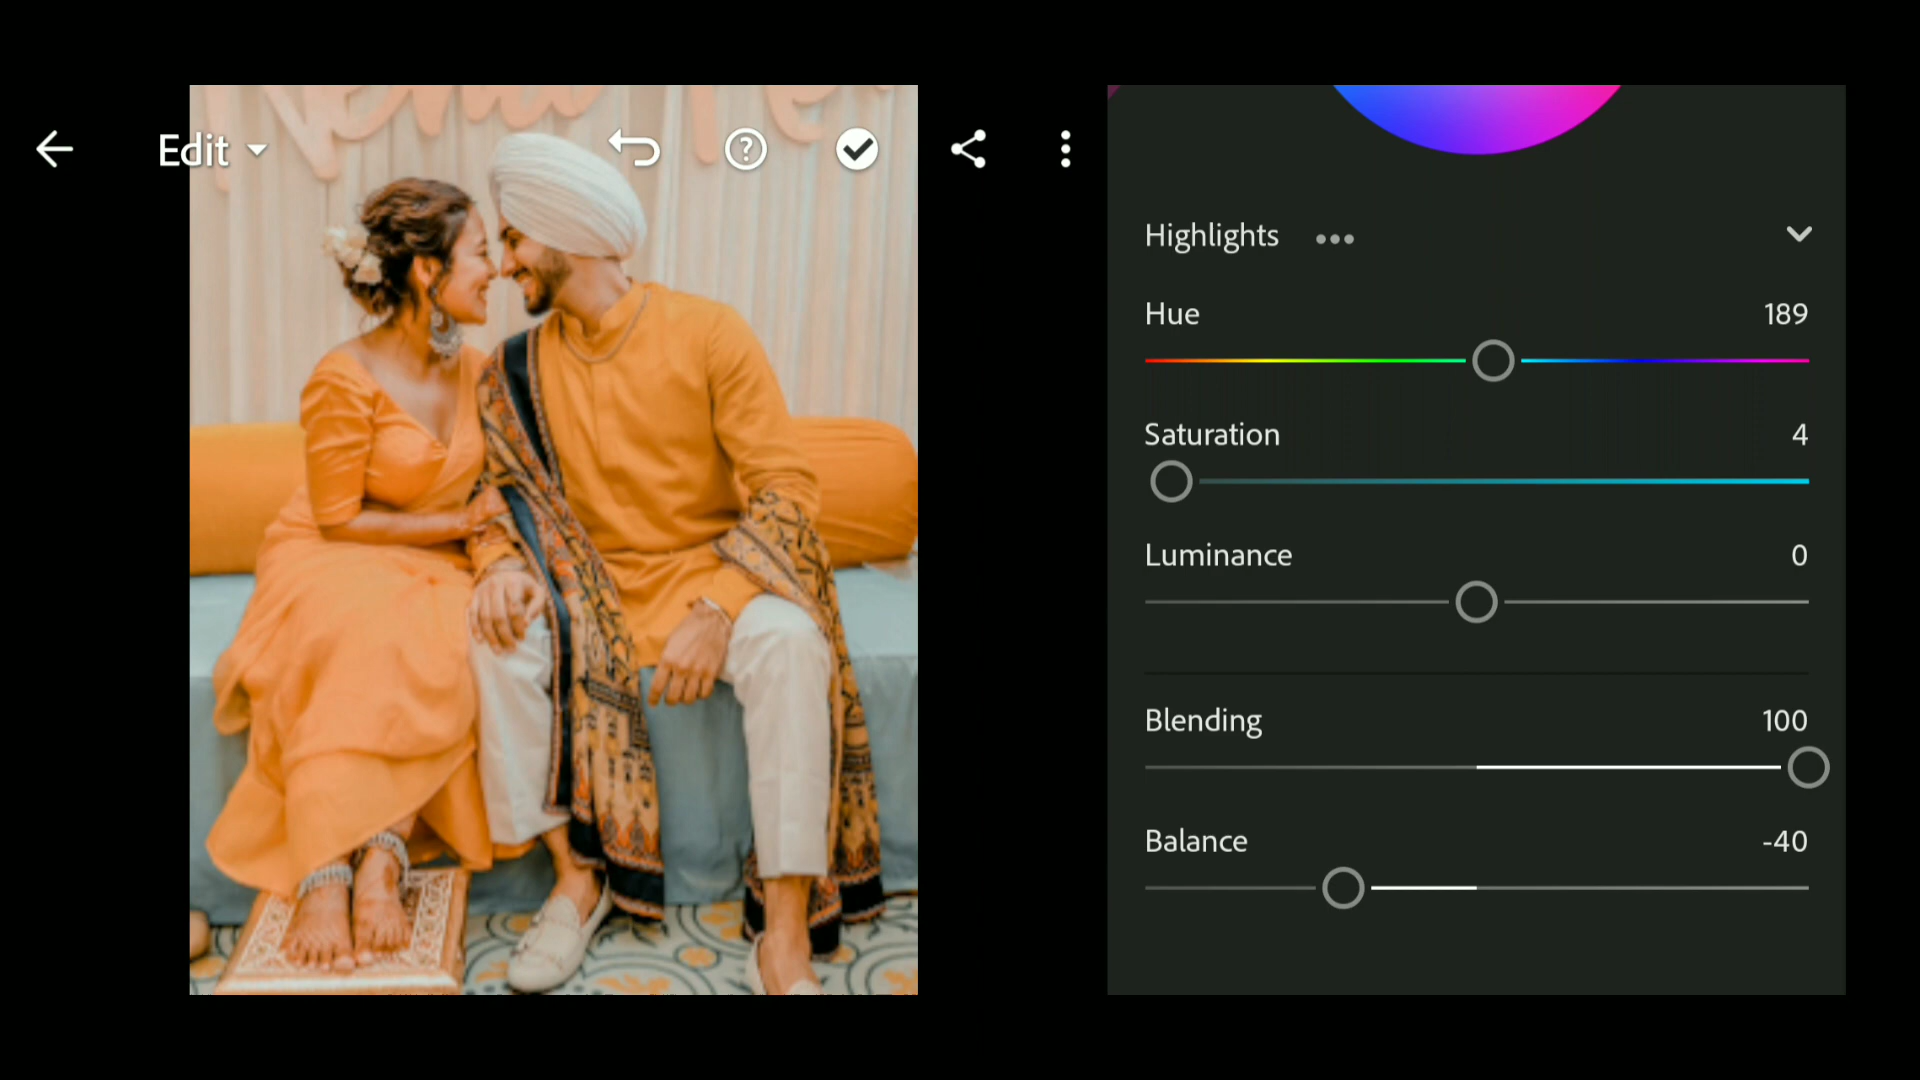 Edit
Highlights
Hue 189
Saturation 4
Luminance 0
Blending 100
Balance -40